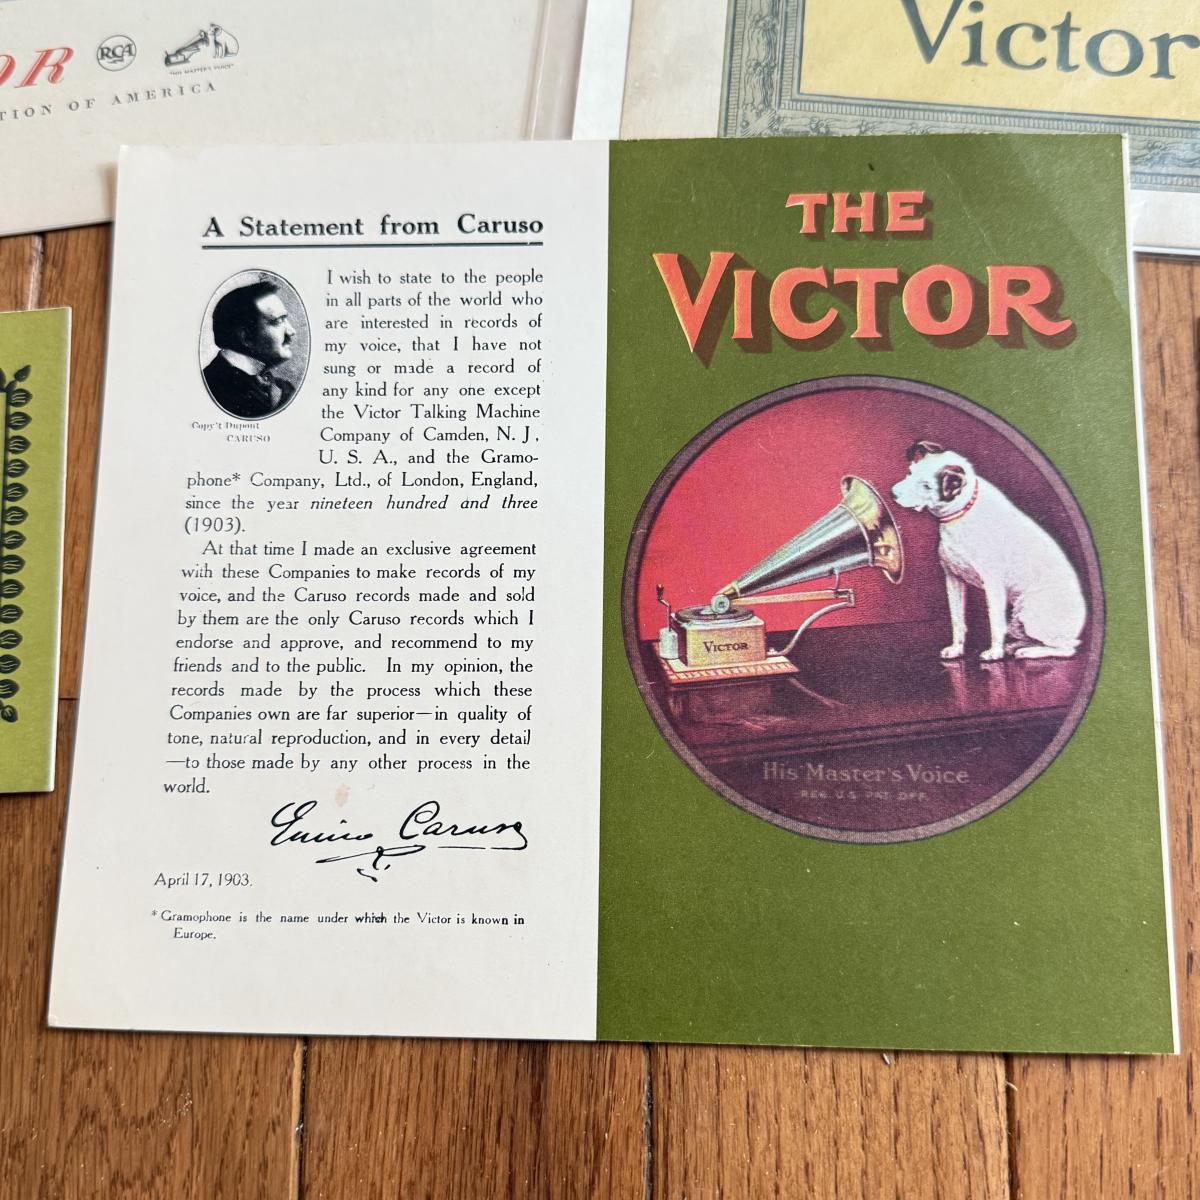 OR RCA "HIS MASTER'S VOICE"
TION OF AMERICA
Victor
A Statement from Caruso
I wish to state to the people
in all parts of the world who
are interested in records of
my voice, that I have not
sung or made a record of
any kind for any one except
the Victor Talking Machine
Company of Camden, N. J.,
U. S. A., and the Gramo-
phone* Company, Ltd., of London, England,
since the year nineteen hundred and three
(1903).
Copy't Dupont
CARUSO
At that time I made an exclusive agreement
with these Companies to make records of my
voice, and the Caruso records made and sold
by them are the only Caruso records which I
endorse and approve, and recommend to my
friends and to the public. In my opinion, the
records made by the process which these
Companies own are far superior—in quality of
tone, natural reproduction, and in every detail
—to those made by any other process in the
world.
Enrico Caruso
April 17, 1903.
* Gramophone is the name under which the Victor is known in
Europe.
THE
VICTOR
VICTOR
His Master's Voice
REG. U.S. PAT. OFF.